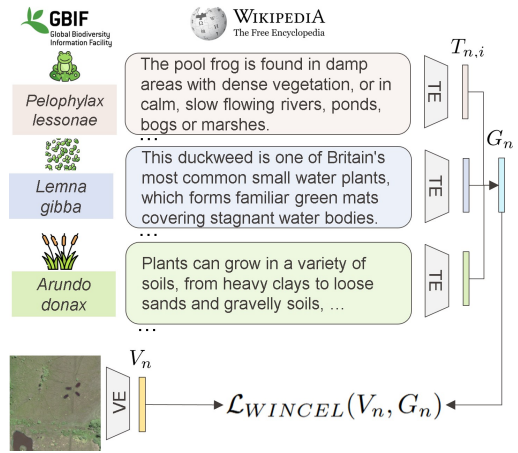 GBIF
Global Biodiversity
Information Facility
WIKIPEDIA
The Free Encyclopedia
Pelophylax
lessonae
The pool frog is found in damp
areas with dense vegetation, or in
calm, slow flowing rivers, ponds,
bogs or marshes.
...
TE
T_{n,i}
Lemna
gibba
This duckweed is one of Britain's
most common small water plants,
which forms familiar green mats
covering stagnant water bodies.
...
TE
G_n
Arundo
donax
Plants can grow in a variety of
soils, from heavy clays to loose
sands and gravelly soils, ...
...
TE
VE
V_n
\mathcal{L}_{WINCEL}(V_n, G_n)